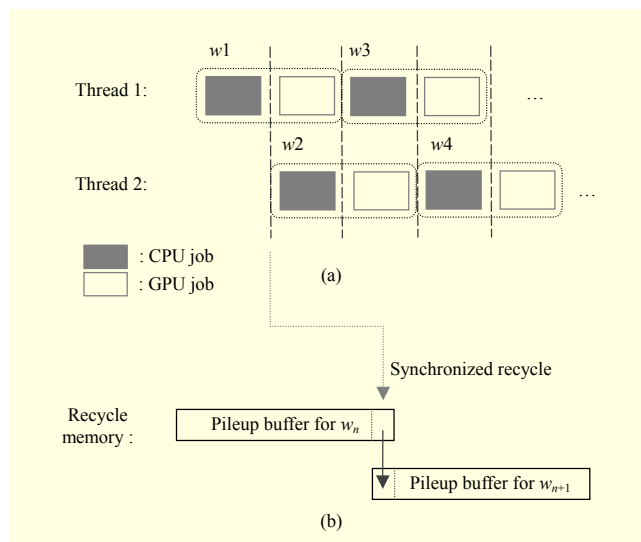 w1 w3
Thread 1: …
w2 w4
Thread 2: …
: CPU job
: GPU job
(a)
Synchronized recycle
Recycle
memory :
Pileup buffer for wn
Pileup buffer for wn+1
(b)